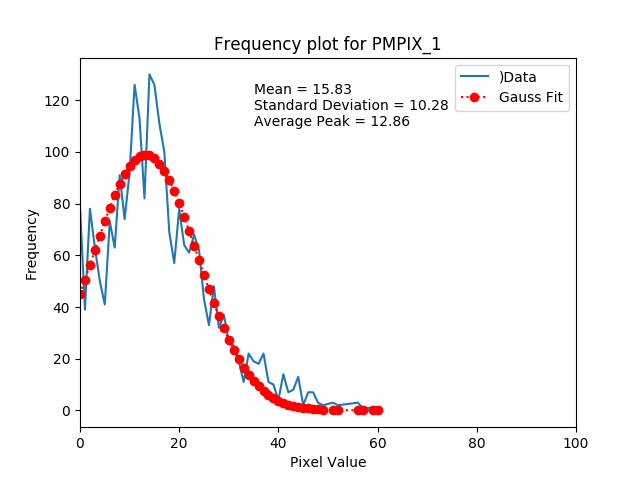 Frequency plot for PMPIX_1
Mean = 15.83
Standard Deviation = 10.28
Average Peak = 12.86
)Data
Gauss Fit
Frequency
120
100
80
60
40
20
0
0 20 40 60 80 100
Pixel Value